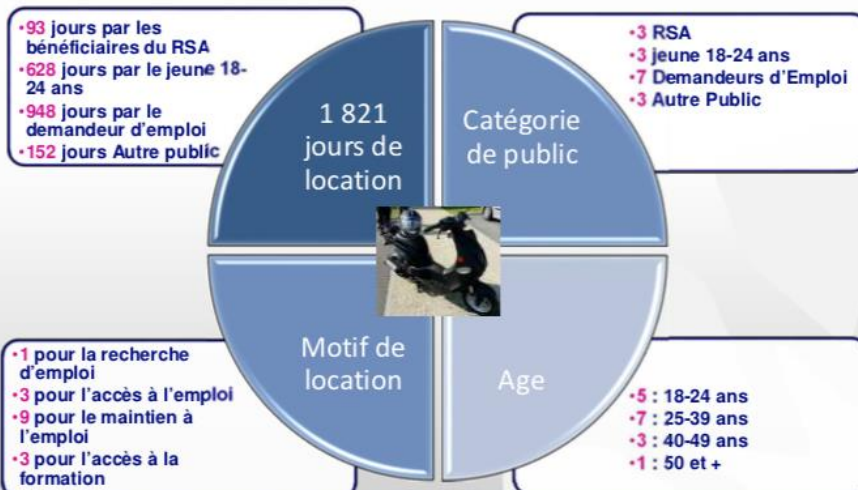 •93 jours par les
bénéficiaires du RSA
•628 jours par le jeune 18-
24 ans
•948 jours par le
demandeur d'emploi
•152 jours Autre public
1 821
jours de
location
Catégorie
de public
•3 RSA
•3 jeune 18-24 ans
•7 Demandeurs d'Emploi
•3 Autre Public
•1 pour la recherche
d'emploi
•3 pour l'accès à l'emploi
•9 pour le maintien à
l'emploi
•3 pour l'accès à la
formation
Motif de
location
Age
•5 : 18-24 ans
•7 : 25-39 ans
•3 : 40-49 ans
•1 : 50 et +